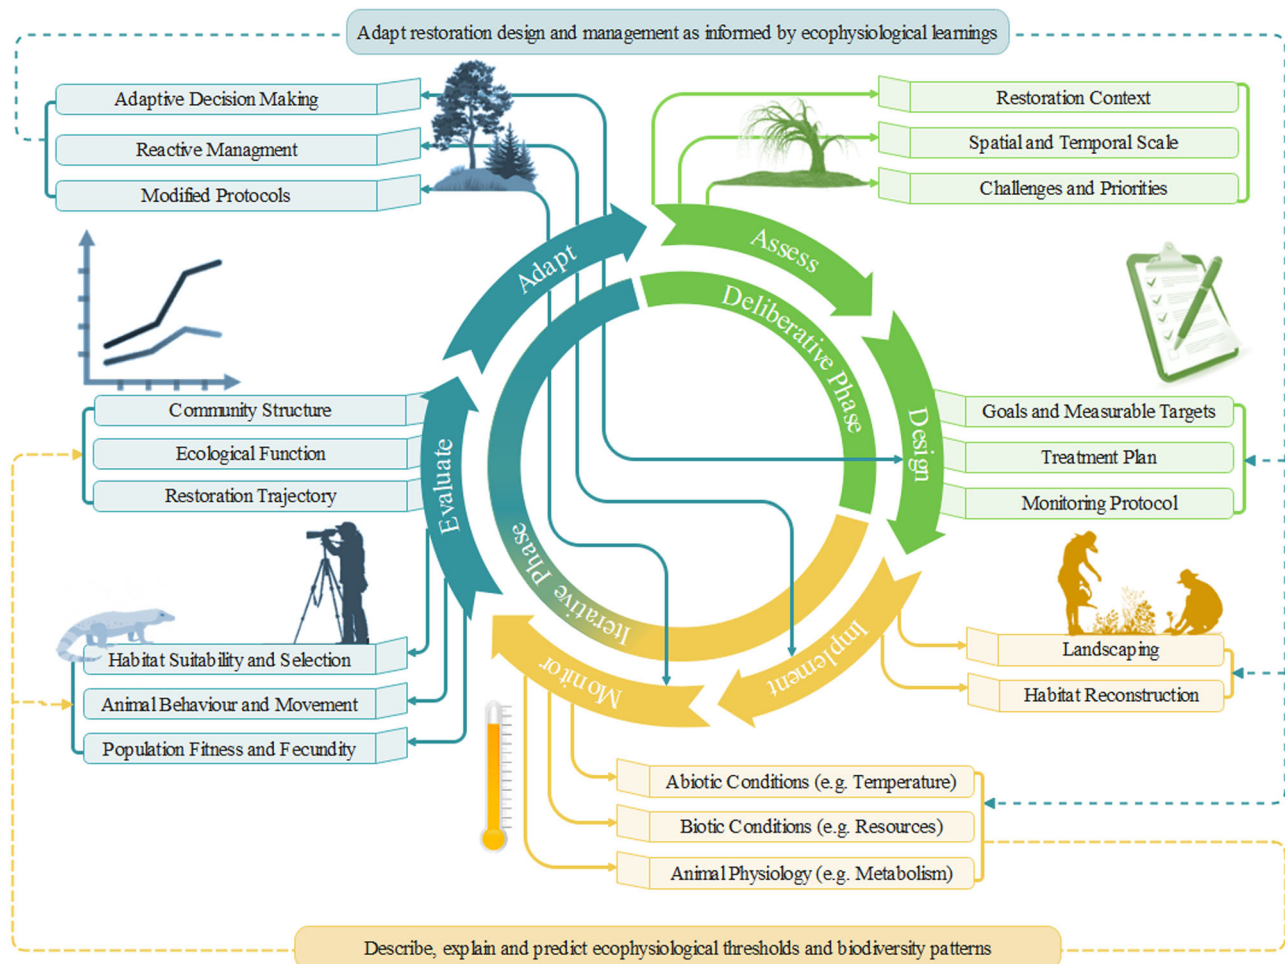 Adapt restoration design and management as informed by ecophysiological learnings
Adaptive Decision Making
Reactive Managment
Modified Protocols
Restoration Context
Spatial and Temporal Scale
Challenges and Priorities
Adapt
Assess
Deliberative Phase
Design
Goals and Measurable Targets
Treatment Plan
Monitoring Protocol
Community Structure
Ecological Function
Restoration Trajectory
Evaluate
Iterative Phase
Implement
Monitor
Landscaping
Habitat Reconstruction
Habitat Suitability and Selection
Animal Behaviour and Movement
Population Fitness and Fecundity
Abiotic Conditions (e.g. Temperature)
Biotic Conditions (e.g. Resources)
Animal Physiology (e.g. Metabolism)
Describe, explain and predict ecophysiological thresholds and biodiversity patterns